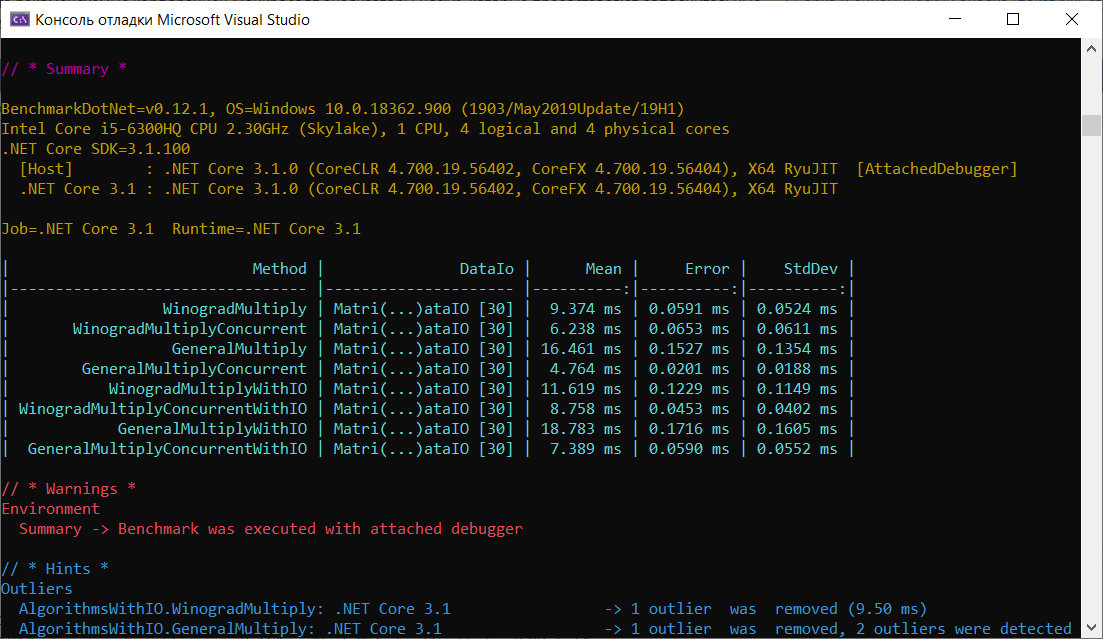 Консоль отладки Microsoft Visual Studio
// * Summary *
BenchmarkDotNet=v0.12.1, OS=Windows 10.0.18362.900 (1903/May2019Update/19H1)
Intel Core i5-6300HQ CPU 2.30GHz (Skylake), 1 CPU, 4 logical and 4 physical cores
.NET Core SDK=3.1.100
  [Host]        : .NET Core 3.1.0 (CoreCLR 4.700.19.56402, CoreFX 4.700.19.56404), X64 RyuJIT  [AttachedDebugger]
  .NET Core 3.1 : .NET Core 3.1.0 (CoreCLR 4.700.19.56402, CoreFX 4.700.19.56404), X64 RyuJIT
Job=.NET Core 3.1  Runtime=.NET Core 3.1
|                           Method |               DataIo |      Mean |     Error |    StdDev |
|--------------------------------- |--------------------- |----------:|----------:|----------:|
|                 WinogradMultiply | Matri(...)ataIO [30] |  9.374 ms | 0.0591 ms | 0.0524 ms |
|       WinogradMultiplyConcurrent | Matri(...)ataIO [30] |  6.238 ms | 0.0653 ms | 0.0611 ms |
|                  GeneralMultiply | Matri(...)ataIO [30] | 16.461 ms | 0.1527 ms | 0.1354 ms |
|        GeneralMultiplyConcurrent | Matri(...)ataIO [30] |  4.764 ms | 0.0201 ms | 0.0188 ms |
|           WinogradMultiplyWithIO | Matri(...)ataIO [30] | 11.619 ms | 0.1229 ms | 0.1149 ms |
| WinogradMultiplyConcurrentWithIO | Matri(...)ataIO [30] |  8.758 ms | 0.0453 ms | 0.0402 ms |
|            GeneralMultiplyWithIO | Matri(...)ataIO [30] | 18.783 ms | 0.1716 ms | 0.1605 ms |
|  GeneralMultiplyConcurrentWithIO | Matri(...)ataIO [30] |  7.389 ms | 0.0590 ms | 0.0552 ms |
// * Warnings *
Environment
  Summary -> Benchmark was executed with attached debugger
// * Hints *
Outliers
  AlgorithmsWithIO.WinogradMultiply: .NET Core 3.1                 -> 1 outlier  was  removed (9.50 ms)
  AlgorithmsWithIO.GeneralMultiply: .NET Core 3.1                  -> 1 outlier  was  removed, 2 outliers were detected